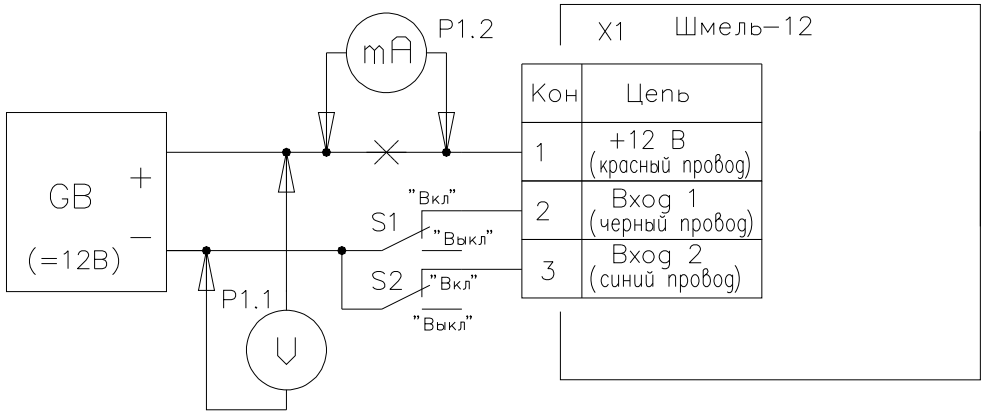 mA
P1.2
X1
Шмель-12
Кон
Цепь
1
+12 В
(красный провод)
GB
+
–
(=12В)
2
Вход 1
(черный провод)
S1
"Вкл"
"Выкл"
3
Вход 2
(синий провод)
S2
"Вкл"
"Выкл"
P1.1
V